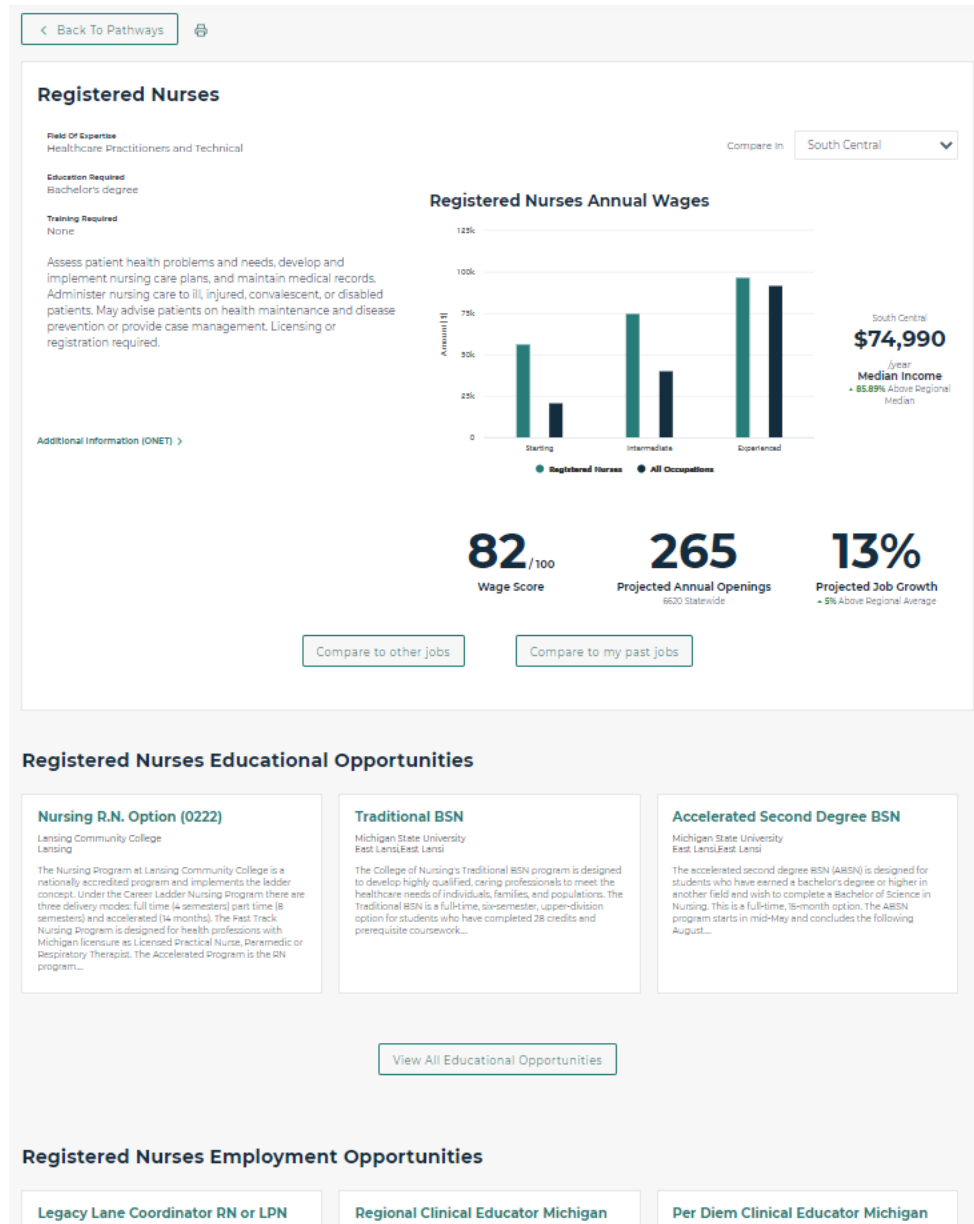 Back To Pathways
Registered Nurses
Field Of Expertise
Healthcare Practitioners and Technical
Education Required
Bachelor's degree
Training Required
None
Assess patient health problems and needs, develop and
implement nursing care plans, and maintain medical records.
Administer nursing care to ill, injured, convalescent, or disabled
patients. May advise patients on health maintenance and disease
prevention or provide case management. Licensing or
registration required.
Additional Information (ONET)
Compare In South Central
Registered Nurses Annual Wages
125k
100k
75k
50k
25k
0
Amount [$]
Starting Intermediate Experienced
Registered Nurses All Occupations
South Central
$74,990
/year
Median Income
85.89% Above Regional
Median
82/100
Wage Score
265
Projected Annual Openings
6620 Statewide
13%
Projected Job Growth
5% Above Regional Average
Compare to other jobs
Compare to my past jobs
Registered Nurses Educational Opportunities
Nursing R.N. Option (0222)
Lansing Community College
Lansing
The Nursing Program at Lansing Community College is a
nationally accredited program and implements the ladder
concept. Under the Career Ladder Nursing Program there are
three delivery modes: full time (4 semesters) part time (8
semesters) and accelerated (14 months). The Fast Track
Nursing Program is designed for health professions with
Michigan licensure as Licensed Practical Nurse, Paramedic or
Respiratory Therapist. The Accelerated Program is the RN
program....
Traditional BSN
Michigan State University
East Lansi,East Lansi
The College of Nursing's Traditional BSN program is designed
to develop highly qualified, caring professionals to meet the
healthcare needs of individuals, families, and populations. The
Traditional BSN is a full-time, six-semester, upper-division
option for students who have completed 28 credits and
prerequisite coursework....
Accelerated Second Degree BSN
Michigan State University
East Lansi,East Lansi
The accelerated second degree BSN (ABSN) is designed for
students who have earned a bachelor's degree or higher in
another field and wish to complete a Bachelor of Science in
Nursing. This is a full-time, 15-month option. The ABSN
program starts in mid-May and concludes the following
August....
View All Educational Opportunities
Registered Nurses Employment Opportunities
Legacy Lane Coordinator RN or LPN
Regional Clinical Educator Michigan
Per Diem Clinical Educator Michigan